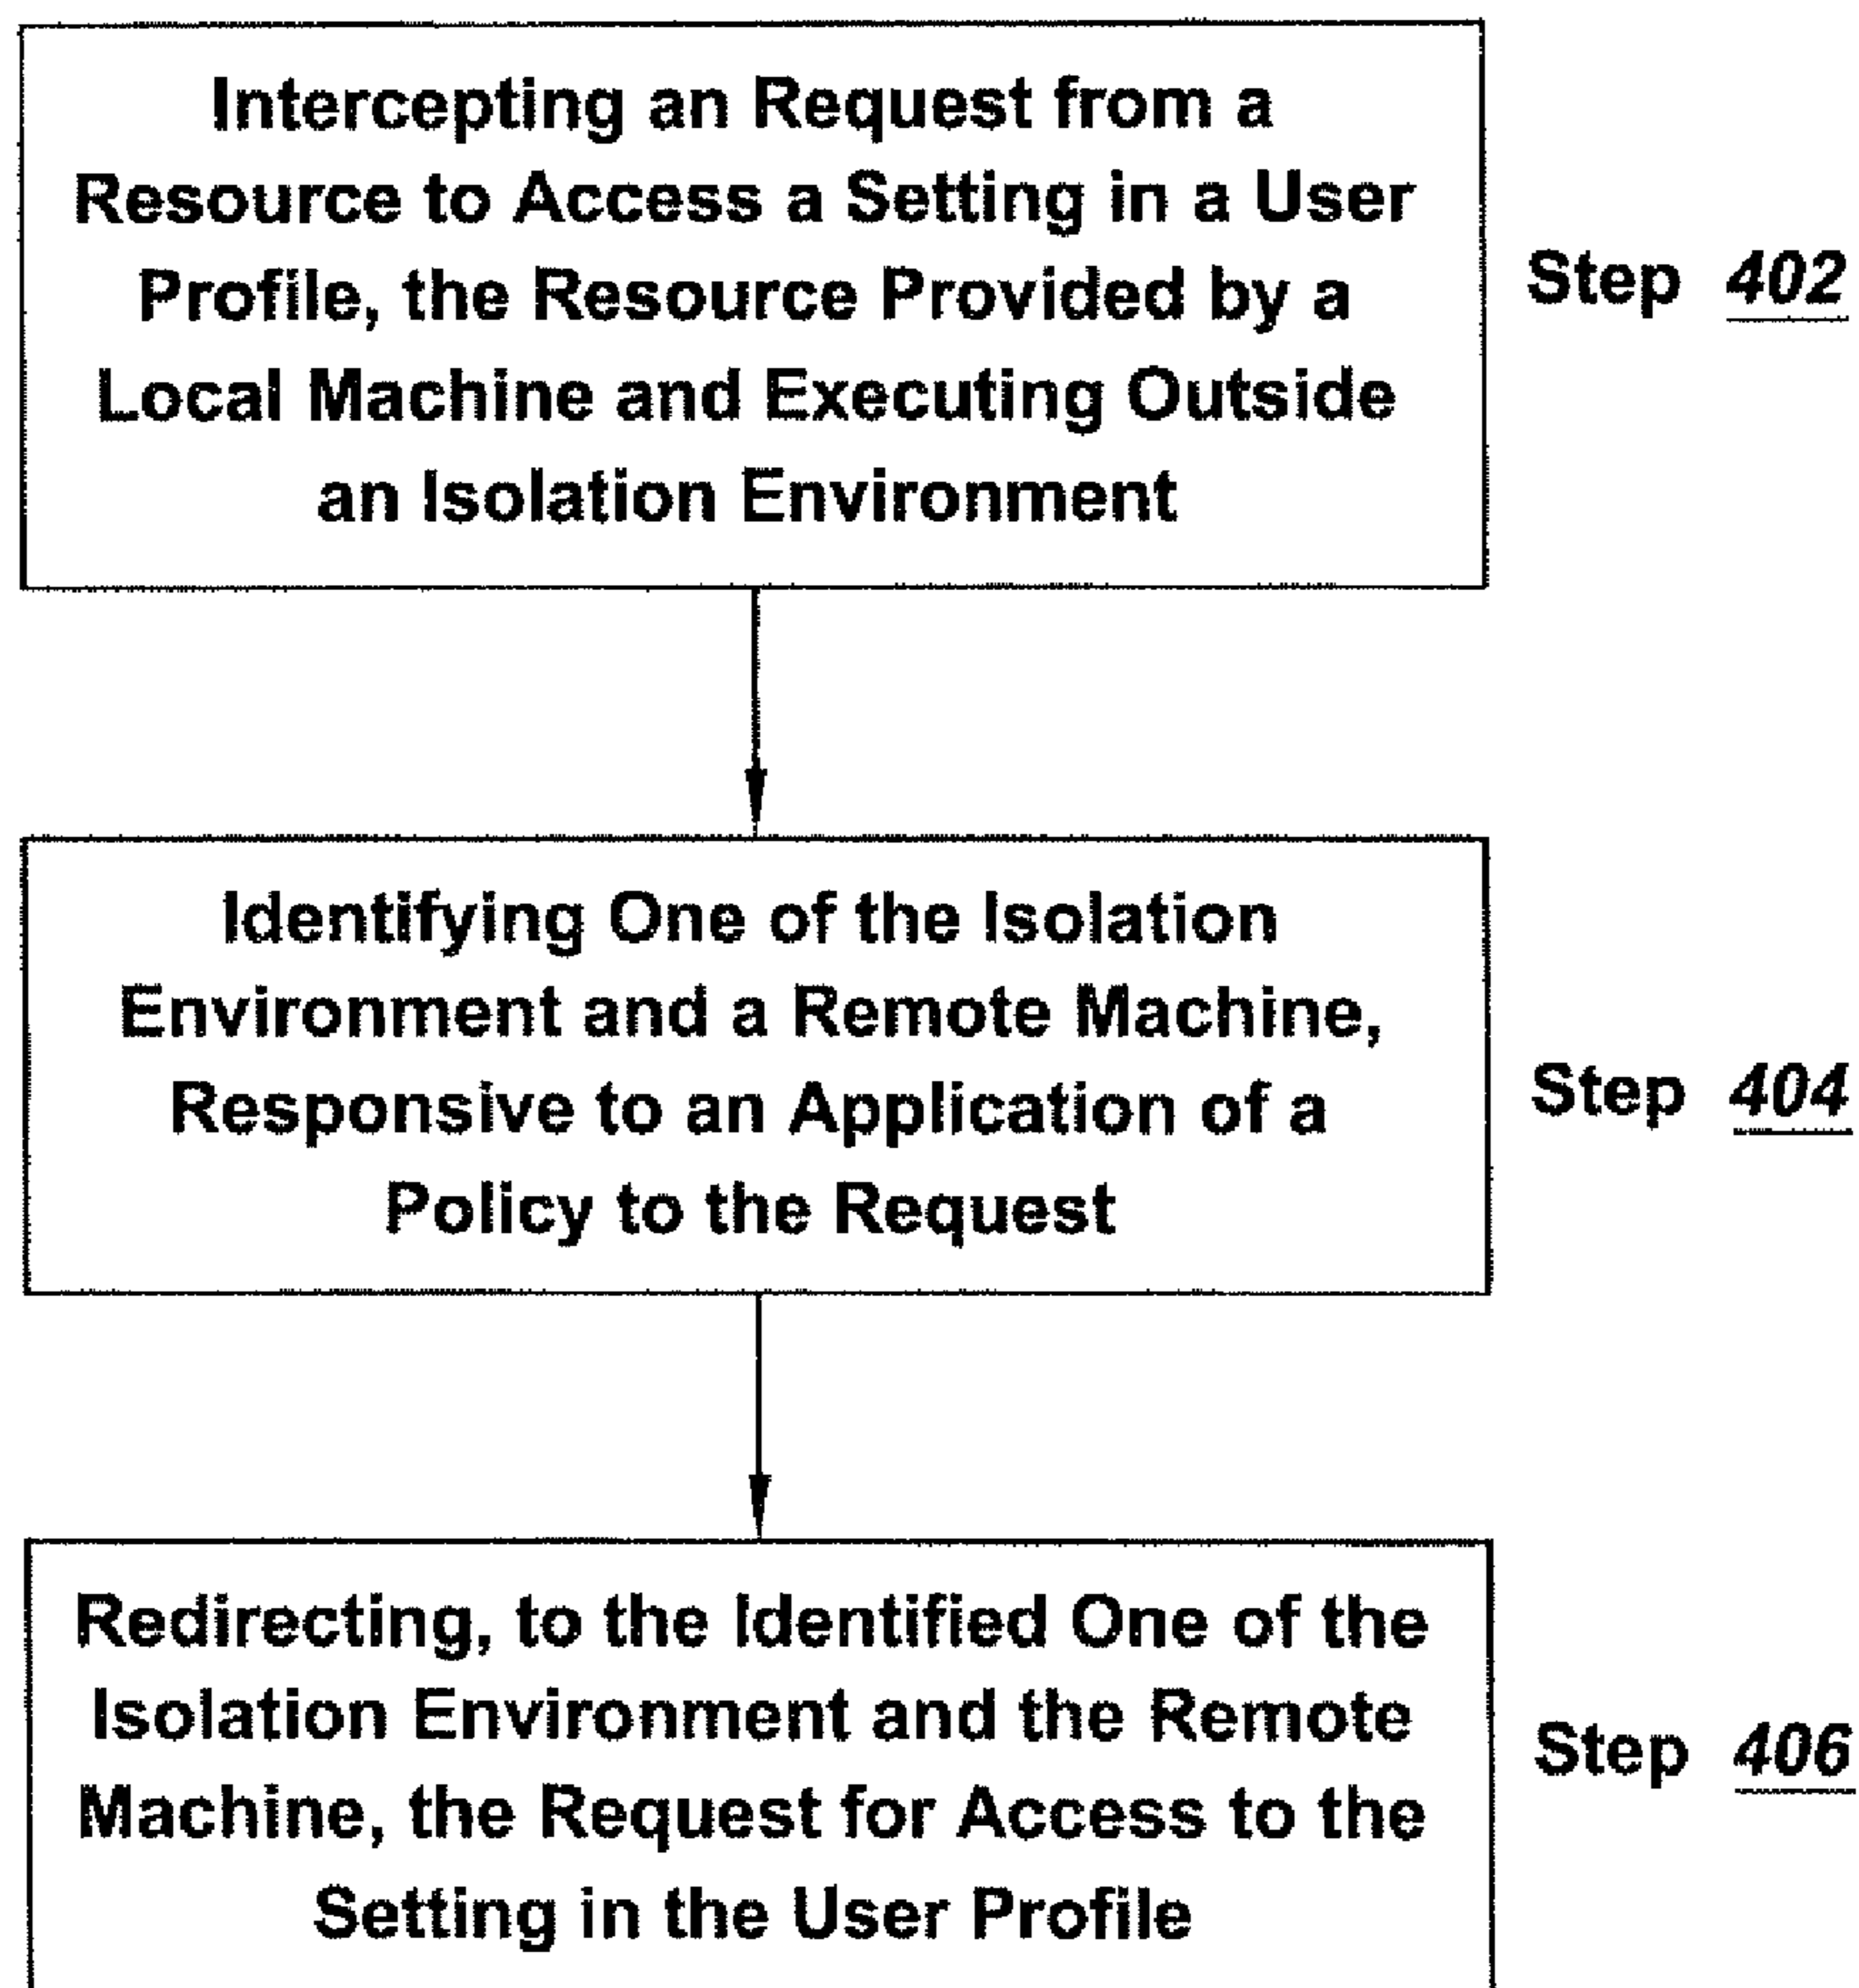 Intercepting an Request from a
Resource to Access a Setting in a User
Profile, the Resource Provided by a
Local Machine and Executing Outside
an Isolation Environment
Step 402
Identifying One of the Isolation
Environment and a Remote Machine,
Responsive to an Application of a
Policy to the Request
Step 404
Redirecting, to the Identified One of the
Isolation Environment and the Remote
Machine, the Request for Access to the
Setting in the User Profile
Step 406